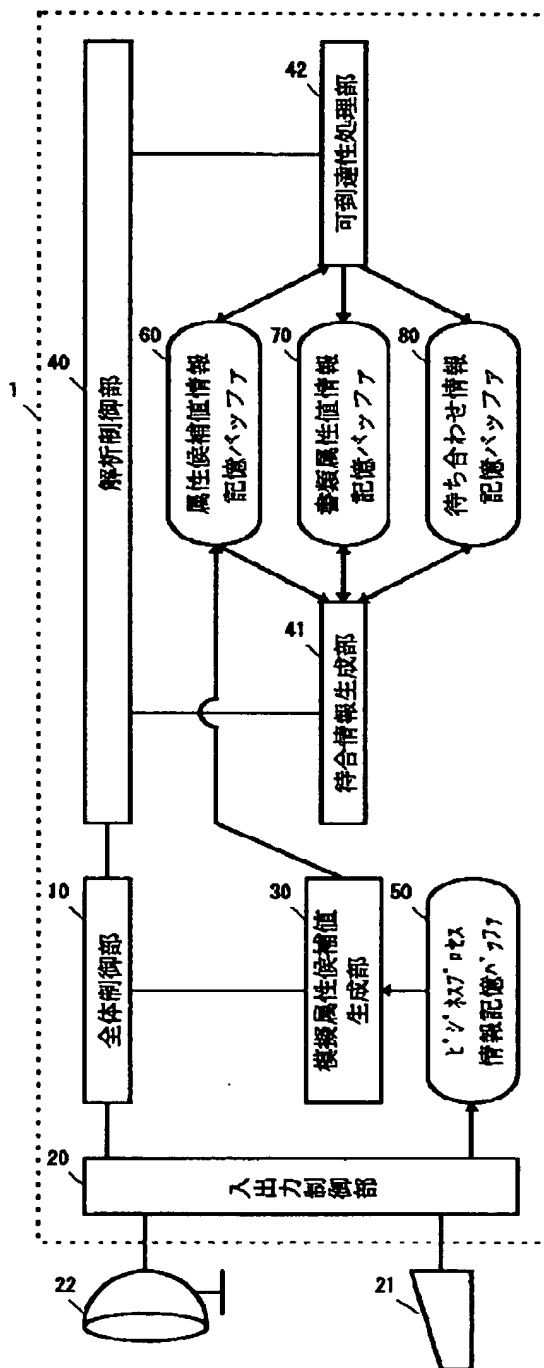 1
40
解析制御部
42
可到達性処理部
60
属性候補値情報
記憶バッファ
70
書類属性値情報
記憶バッファ
80
待ち合わせ情報
記憶バッファ
41
待合情報生成部
10
全体制御部
30
模擬属性候補値
生成部
50
ビジネスプロセス
情報記憶バッファ
20
入出力制御部
22
21